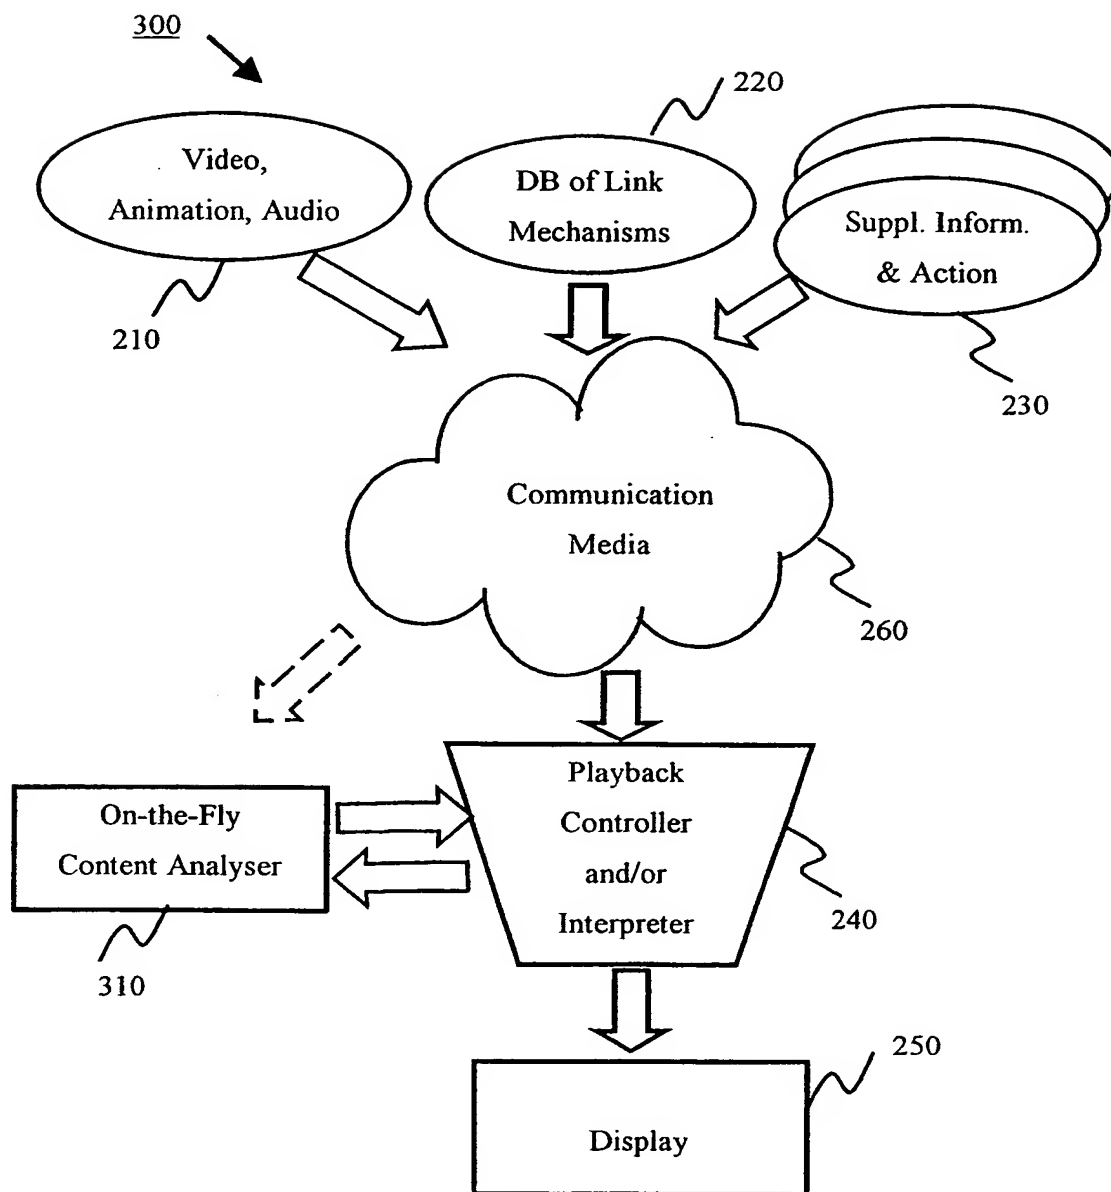 300
220
Video,
Animation, Audio
DB of Link
Mechanisms
Suppl. Inform.
& Action
210
230
Communication
Media
260
On-the-Fly
Content Analyser
Playback
Controller
and/or
Interpreter
240
310
250
Display